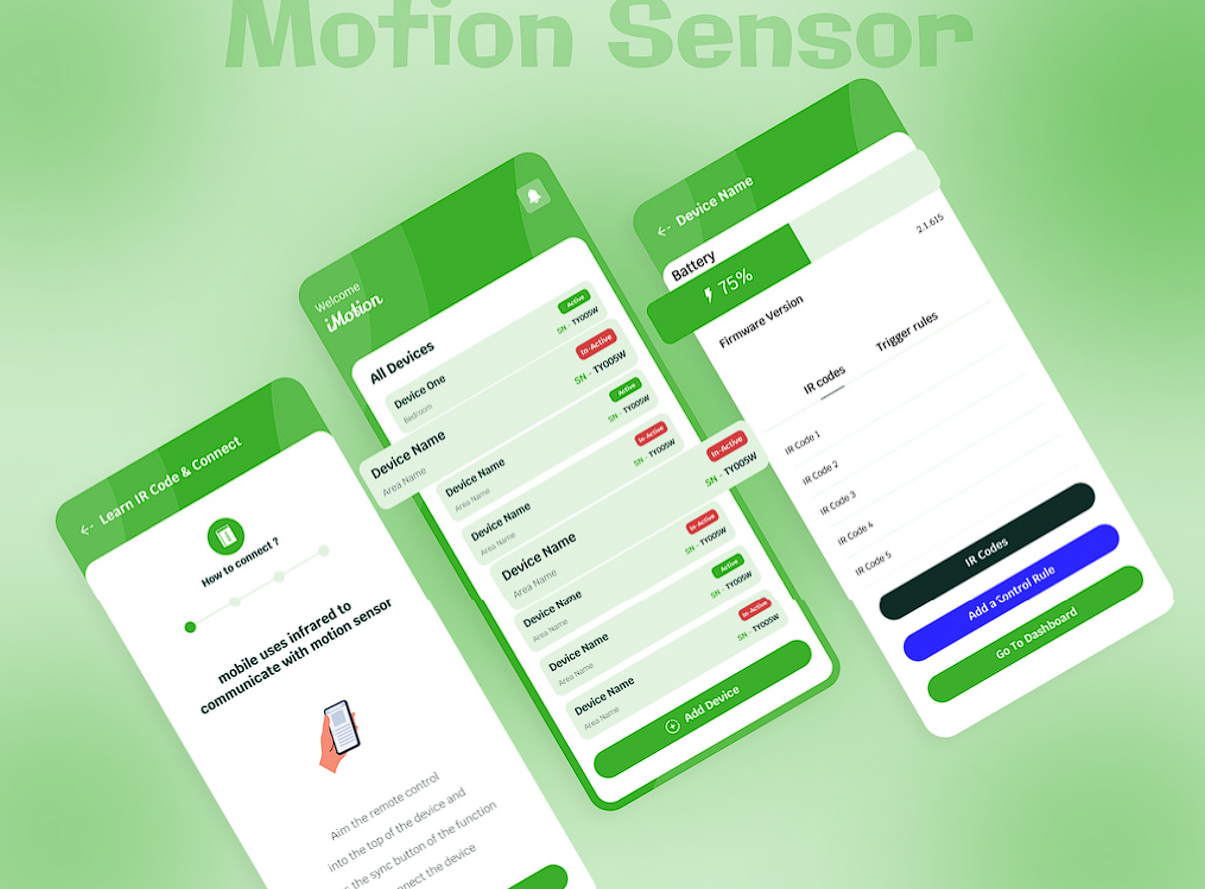 Motion Sensor
Learn IR Code & Connect
How to connect ?
mobile uses infrared to
communicate with motion sensor
Aim the remote control
into the top of the device and
the sync button of the function
the device
Welcome
iMotion
All Devices
Device One
Bedroom
Active
SN - TY005W
Device Name
Area Name
In-Active
SN - TY005W
Device Name
Area Name
Active
SN - TY005W
Device Name
Area Name
In-Active
SN - TY005W
Device Name
Area Name
In-Active
SN - TY005W
Device Name
Area Name
In-Active
SN - TY005W
Device Name
Area Name
Active
SN - TY005W
Device Name
Area Name
In-Active
SN - TY005W
Add Device
Device Name
Battery
75%
Firmware Version
2.1.615
IR codes
Trigger rules
IR Code 1
IR Code 2
IR Code 3
IR Code 4
IR Code 5
IR Codes
Add a Control Rule
Go To Dashboard